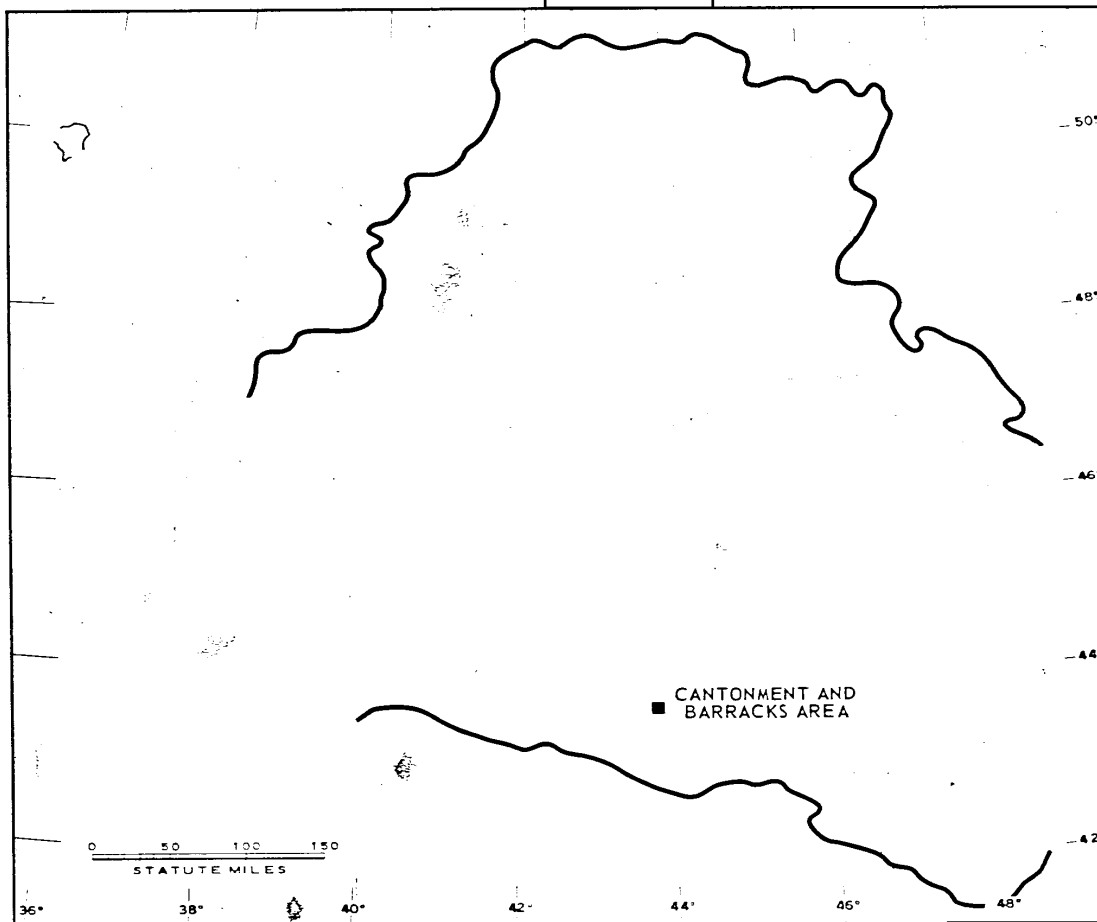 50°
48°
46°
44
CANTONMENT AND
BARRACKS AREA
42
0 50 100 150
STATUTE MILES
36° 38° 40° 42° 44° 46° 48°